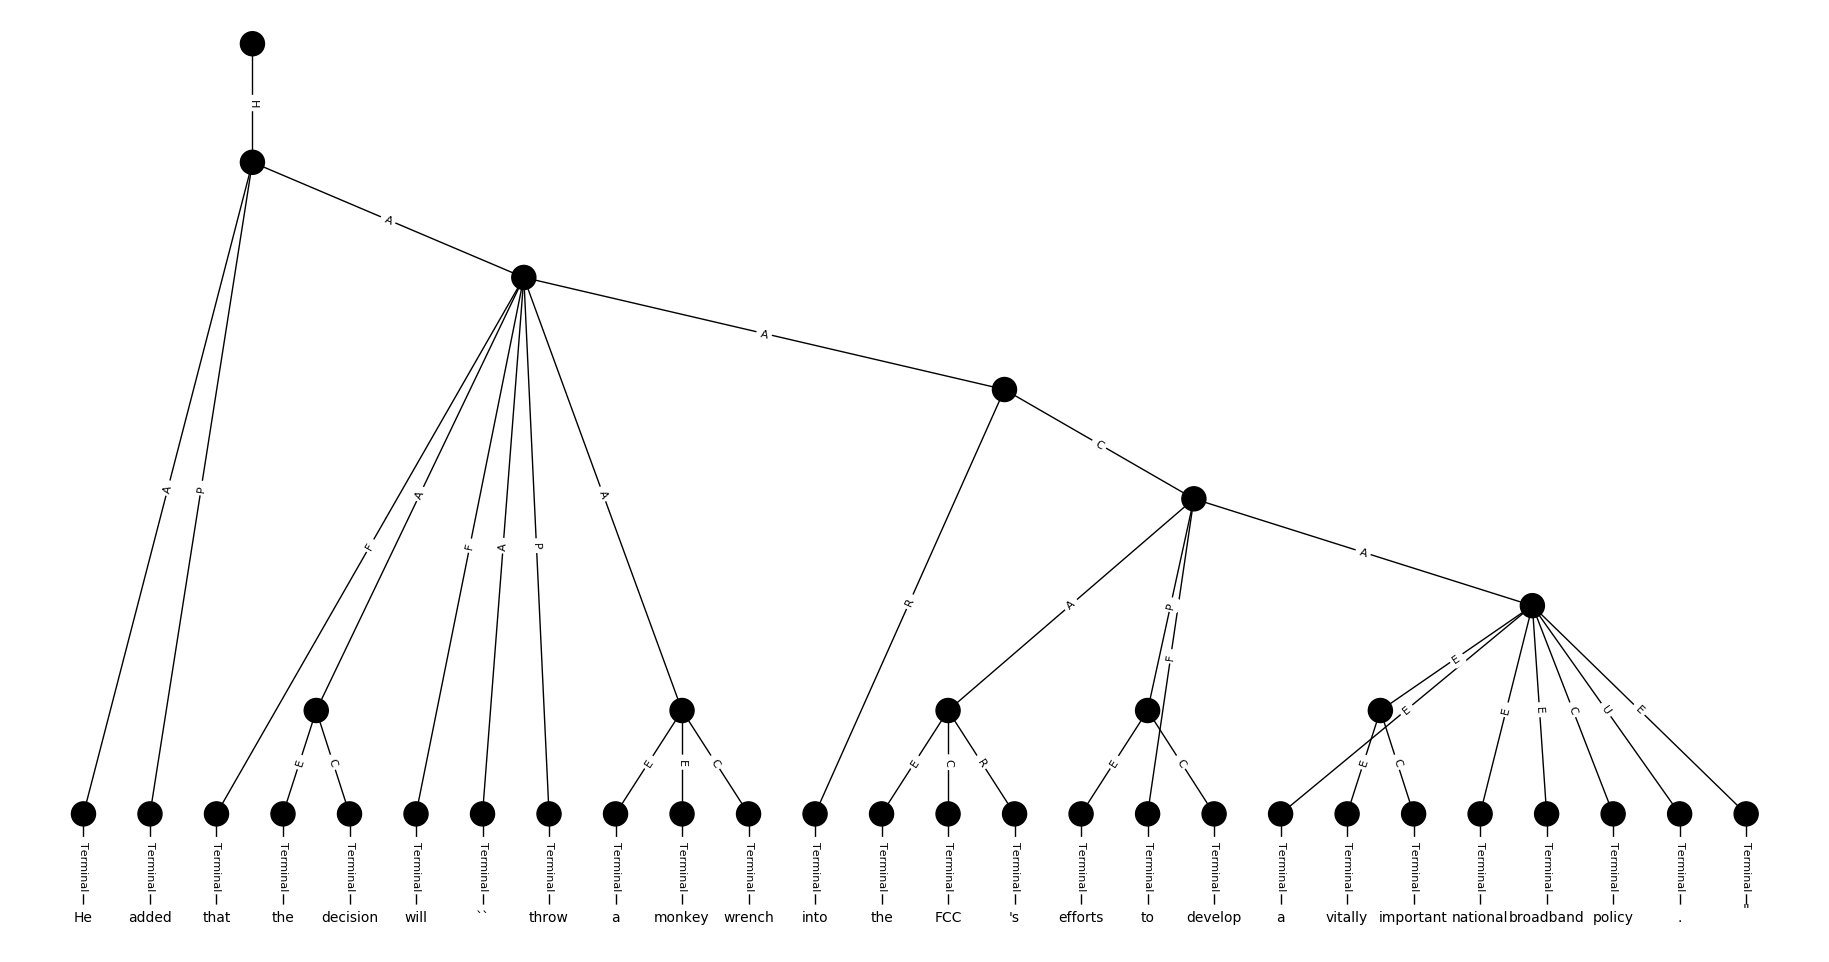 H
A
A
A
P
A
F
A
F
A
P
A
C
R
A
A
P
F
E
E
E
E
C
U
E
E
C
E
E
C
E
C
R
E
C
E
C
Terminal Terminal Terminal Terminal Terminal Terminal Terminal Terminal Terminal Terminal Terminal Terminal Terminal Terminal Terminal Terminal Terminal Terminal Terminal Terminal Terminal Terminal Terminal Terminal Terminal Terminal
He added that the decision will `` throw a monkey wrench into the FCC 's efforts to develop a vitally important national broadband policy . "